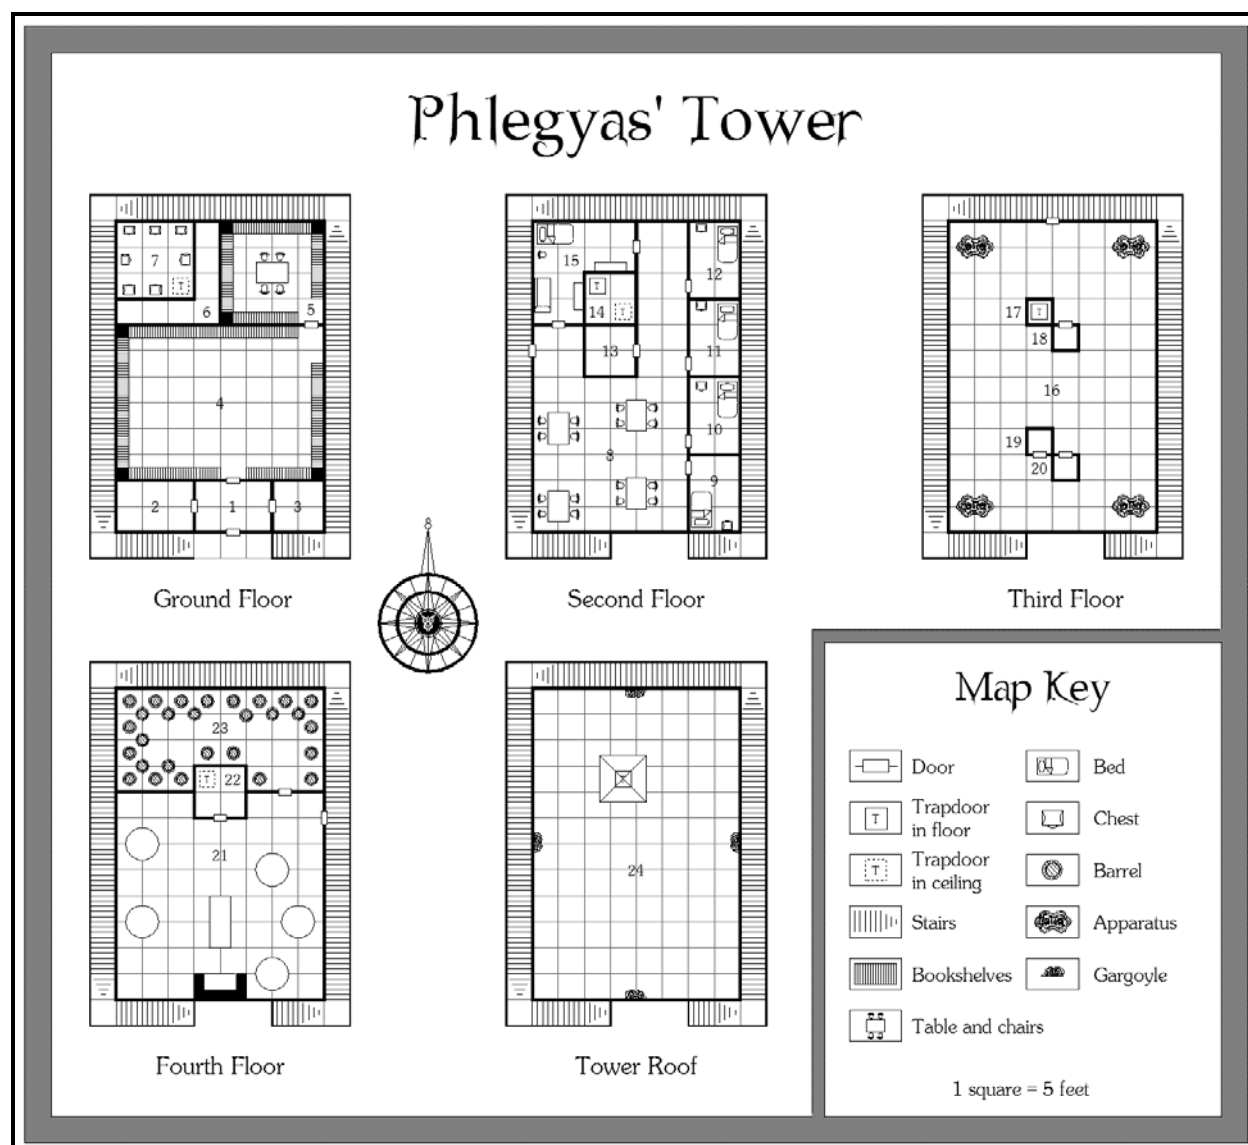 Phlegyas' Tower
7
6
5
4
2
1
3
Ground Floor
15
12
14
13
11
10
8
9
Second Floor
17
18
16
19
20
Third Floor
8
23
22
21
Fourth Floor
24
Tower Roof
Map Key
Door
Bed
Trapdoor
in floor
Chest
Trapdoor
in ceiling
Barrel
Stairs
Apparatus
Bookshelves
Gargoyle
Table and chairs
1 square = 5 feet
T
T
T
T
T
T
T
T